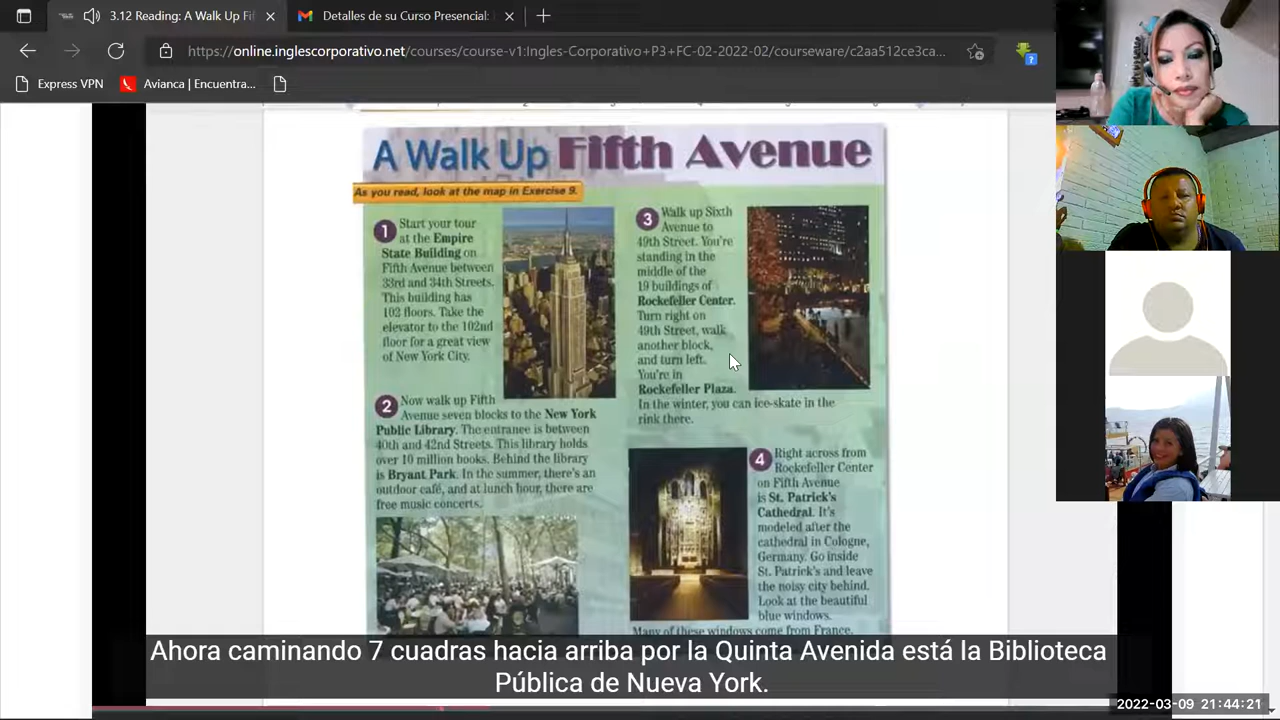 3.12 Reading: A Walk Up Fif
Detalles de su Curso Presencial:
https://online.inglescorporativo.net/courses/course-v1:Ingles-Corporativo+P3+FC-02-2022-02/courseware/c2aa512ce3ca...
Express VPN
Avianca | Encuentra...
A Walk Up Fifth Avenue
As you read, look at the map in Exercise 9.
1 Start your tour
at the Empire
State Building on
Fifth Avenue between
33rd and 34th Streets.
This building has
102 floors. Take the
elevator to the 102nd
floor for a great view
of New York City.
2 Now walk up Fifth
Avenue seven blocks to the New York
Public Library. The entrance is between
40th and 42nd Streets. This library holds
over 10 million books. Behind the library
is Bryant Park. In the summer, there's an
outdoor café, and at lunch hour, there are
free music concerts.
3 Walk up Sixth
Avenue to
49th Street. You're
standing in the
middle of the
19 buildings of
Rockefeller Center.
Turn right on
49th Street, walk
another block,
and turn left.
You're in
Rockefeller Plaza.
In the winter, you can ice-skate in the
rink there.
4 Right across from
Rockefeller Center
on Fifth Avenue
is St. Patrick's
Cathedral. It's
modeled after the
cathedral in Cologne,
Germany. Go inside
St. Patrick's and leave
the noisy city behind.
Look at the beautiful
blue windows.
Many of these windows come from France.
Ahora caminando 7 cuadras hacia arriba por la Quinta Avenida está la Biblioteca
Pública de Nueva York.
2022-03-09 21:44:21